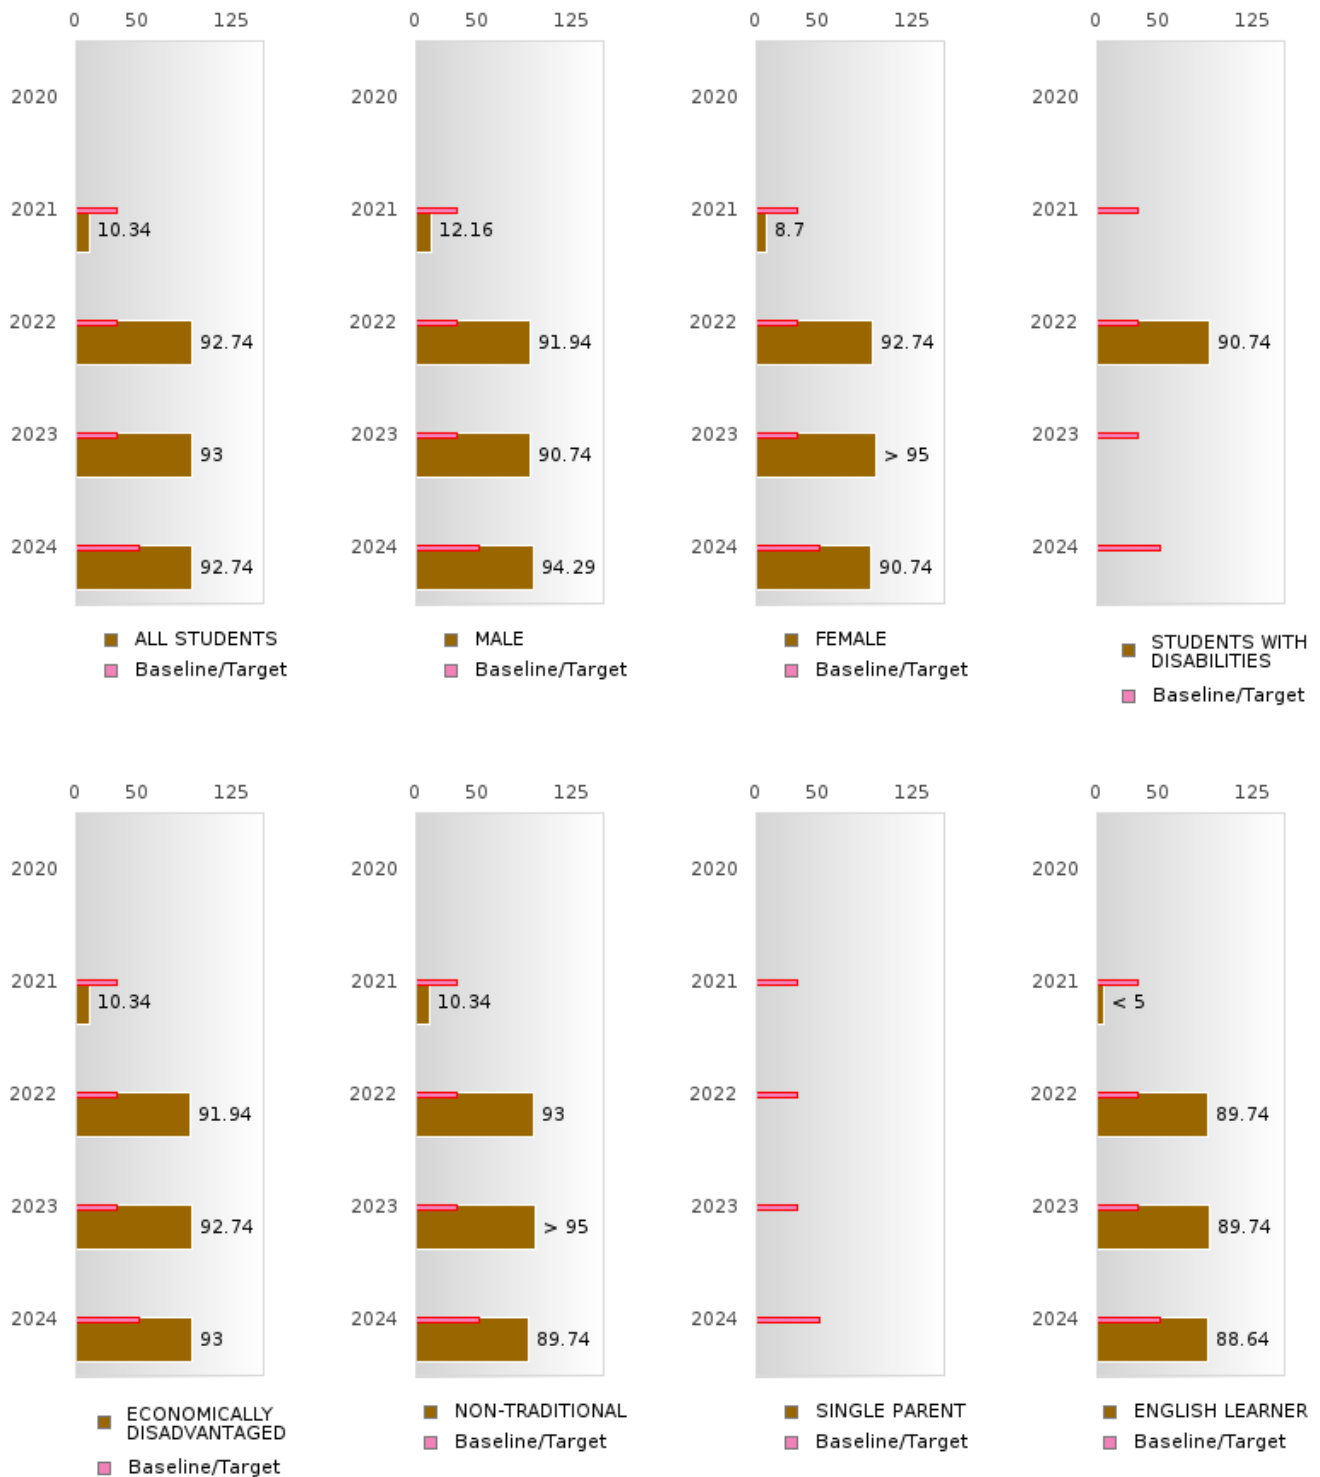 0 50 125 0 50 125 0 50 125 0 50 125
2020 2020 2020 2020
2021 10.34 2021 12.16 2021 8.7 2021
2022 92.74 2022 91.94 2022 92.74 2022 90.74
2023 93 2023 90.74 2023 > 95 2023
2024 92.74 2024 94.29 2024 90.74 2024
ALL STUDENTS
Baseline/Target
MALE
Baseline/Target
FEMALE
Baseline/Target
STUDENTS WITH
DISABILITIES
Baseline/Target
0 50 125 0 50 125 0 50 125 0 50 125
2020 2020 2020 2020
2021 10.34 2021 10.34 2021 2021 < 5
2022 91.94 2022 93 2022 2022 89.74
2023 92.74 2023 > 95 2023 2023 89.74
2024 93 2024 89.74 2024 2024 88.64
ECONOMICALLY
DISADVANTAGED
Baseline/Target
NON-TRADITIONAL
Baseline/Target
SINGLE PARENT
Baseline/Target
ENGLISH LEARNER
Baseline/Target